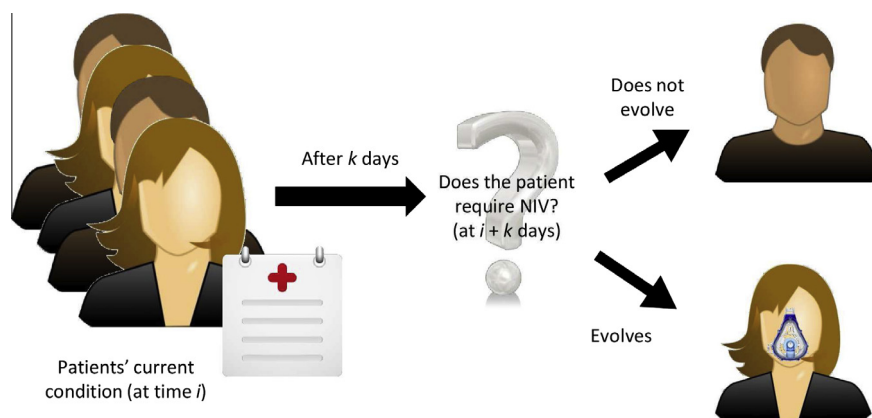 Patients’ current
condition (at time i)
After k days
Does the patient
require NIV?
(at i + k days)
Does not
evolve
Evolves